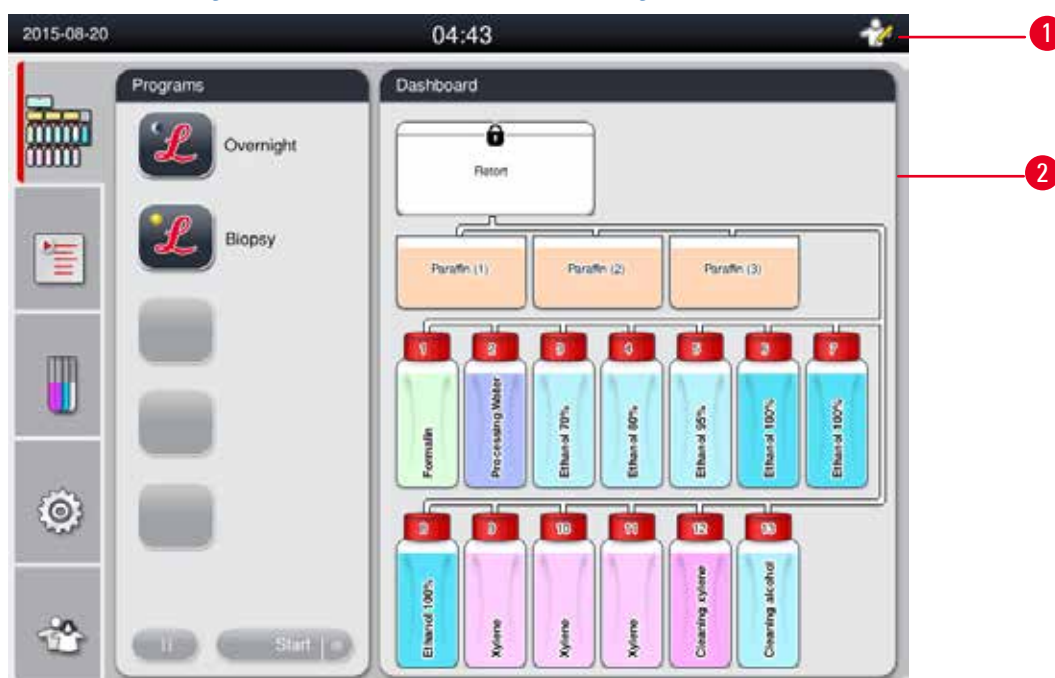 2015-08-20
04:43
1
Programs
Dashboard
L
Overnight
Retort
2
L
Biopsy
Paraffin (1)
Paraffin (2)
Paraffin (3)
1
2
3
4
5
6
7
Formalin
Processing Water
Ethanol 70%
Ethanol 80%
Ethanol 95%
Ethanol 100%
Ethanol 100%
8
9
10
11
12
13
Ethanol 100%
Xylene
Xylene
Xylene
Cleaning xylene
Cleaning alcohol
Start